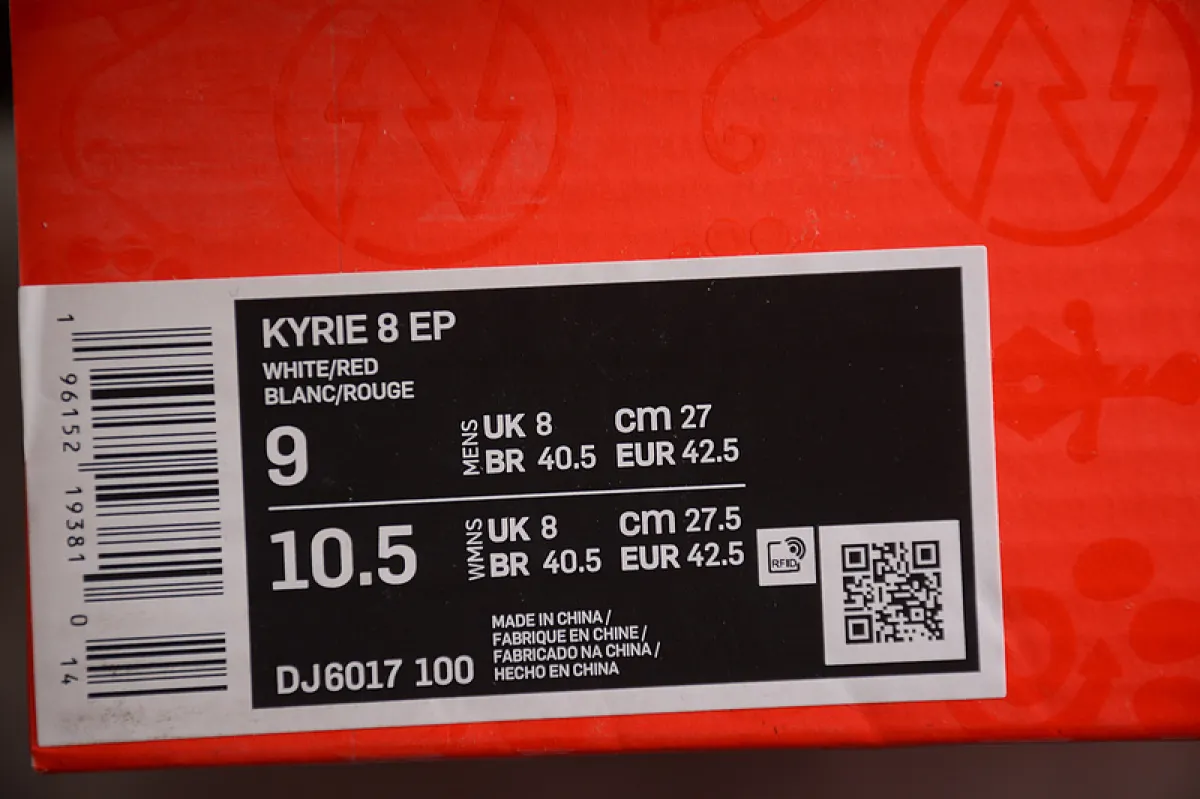 1 96152 19381 0 14
KYRIE 8 EP
WHITE/RED
BLANC/ROUGE
9
MENS
UK 8 cm 27
BR 40.5 EUR 42.5
10.5
WMNS
UK 8 cm 27.5
BR 40.5 EUR 42.5
RFID
MADE IN CHINA /
FABRIQUE EN CHINE /
FABRICADO NA CHINA /
HECHO EN CHINA
DJ6017 100